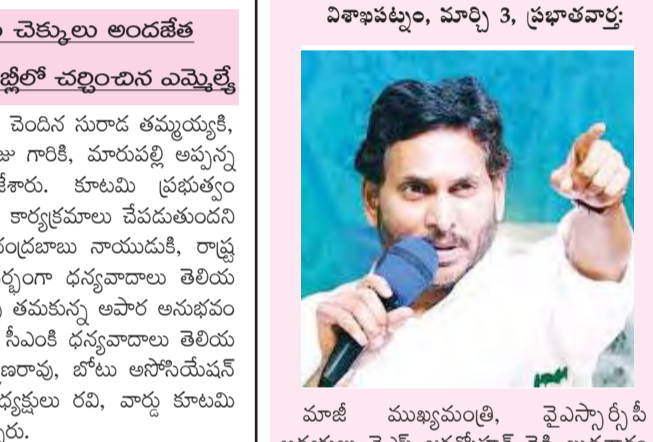 చెక్కులు అందజేత
బ్లీలో చర్చించిన ఎమ్మెల్యే
చెందిన సురాడ తమ్మయ్యకి,
జు గారికి, మారుపల్లి అప్పన్న
చేశారు. కూటమి ప్రభుత్వం
కార్యక్రమాలు చేపడుతుందని
చంద్రబాబు నాయుడుకి, రాష్ట్ర
ర్భంగా ధన్యవాదాలు తెలియ
తమకున్న అపార అనుభవం
సీఎంకి ధన్యవాదాలు తెలియ
ణరావు, బోటు అసోసియేషన్
ధ్యక్షులు రవి, వార్డు కూటమి
విశాఖపట్నం, మార్చి 3, ప్రభాతవార్త:
మాజీ ముఖ్యమంత్రి, వైఎస్సార్సీపీ